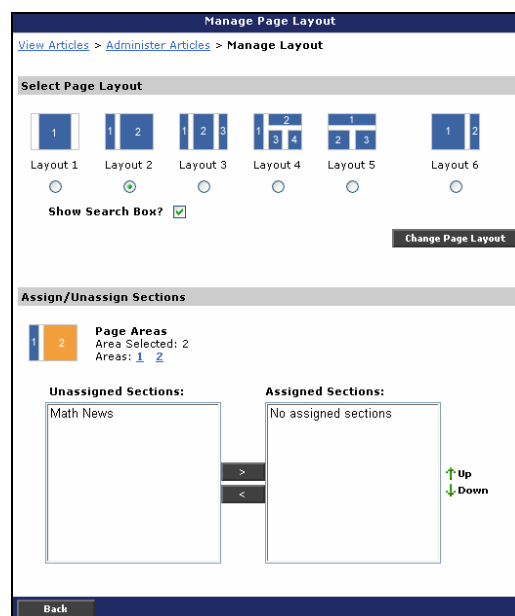 Manage Page Layout
View Articles > Administer Articles > Manage Layout
Select Page Layout
1 1 2 1 2 3 1 2 3 4 1 2 3 1 2
Layout 1 Layout 2 Layout 3 Layout 4 Layout 5 Layout 6
Show Search Box?
Change Page Layout
Assign/Unassign Sections
1 2
Page Areas
Area Selected: 2
Areas: 1 2
Unassigned Sections: Assigned Sections:
Math News No assigned sections
>
<
Up
Down
Back